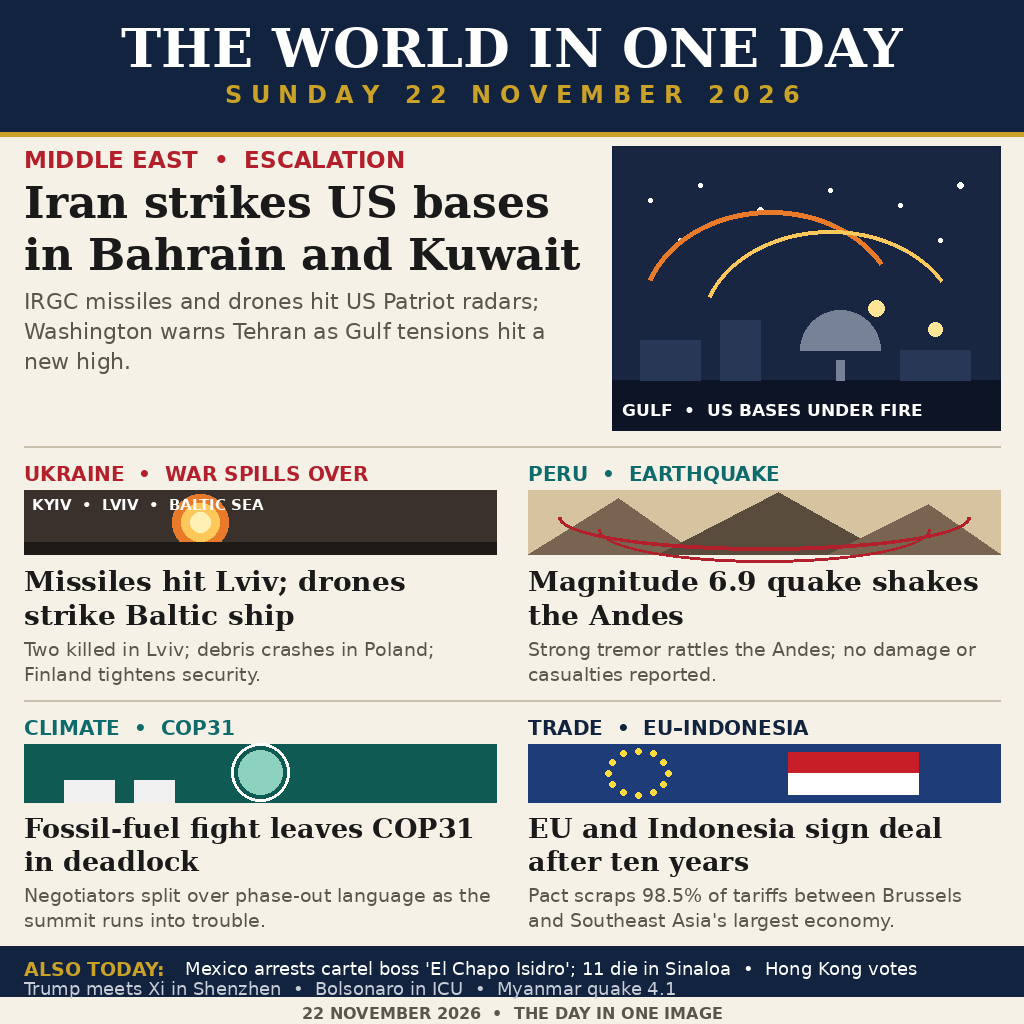 THE WORLD IN ONE DAY
SUNDAY 22 NOVEMBER 2026
MIDDLE EAST • ESCALATION
Iran strikes US bases
in Bahrain and Kuwait
IRGC missiles and drones hit US Patriot radars;
Washington warns Tehran as Gulf tensions hit a
new high.
GULF • US BASES UNDER FIRE
UKRAINE • WAR SPILLS OVER
KYIV • LVIV • BALTIC SEA
Missiles hit Lviv; drones
strike Baltic ship
Two killed in Lviv; debris crashes in Poland;
Finland tightens security.
PERU • EARTHQUAKE
Magnitude 6.9 quake shakes
the Andes
Strong tremor rattles the Andes; no damage or
casualties reported.
CLIMATE • COP31
Fossil-fuel fight leaves COP31
in deadlock
Negotiators split over phase-out language as the
summit runs into trouble.
TRADE • EU–INDONESIA
EU and Indonesia sign deal
after ten years
Pact scraps 98.5% of tariffs between Brussels
and Southeast Asia's largest economy.
ALSO TODAY: Mexico arrests cartel boss 'El Chapo Isidro'; 11 die in Sinaloa • Hong Kong votes
Trump meets Xi in Shenzhen • Bolsonaro in ICU • Myanmar quake 4.1
22 NOVEMBER 2026 • THE DAY IN ONE IMAGE